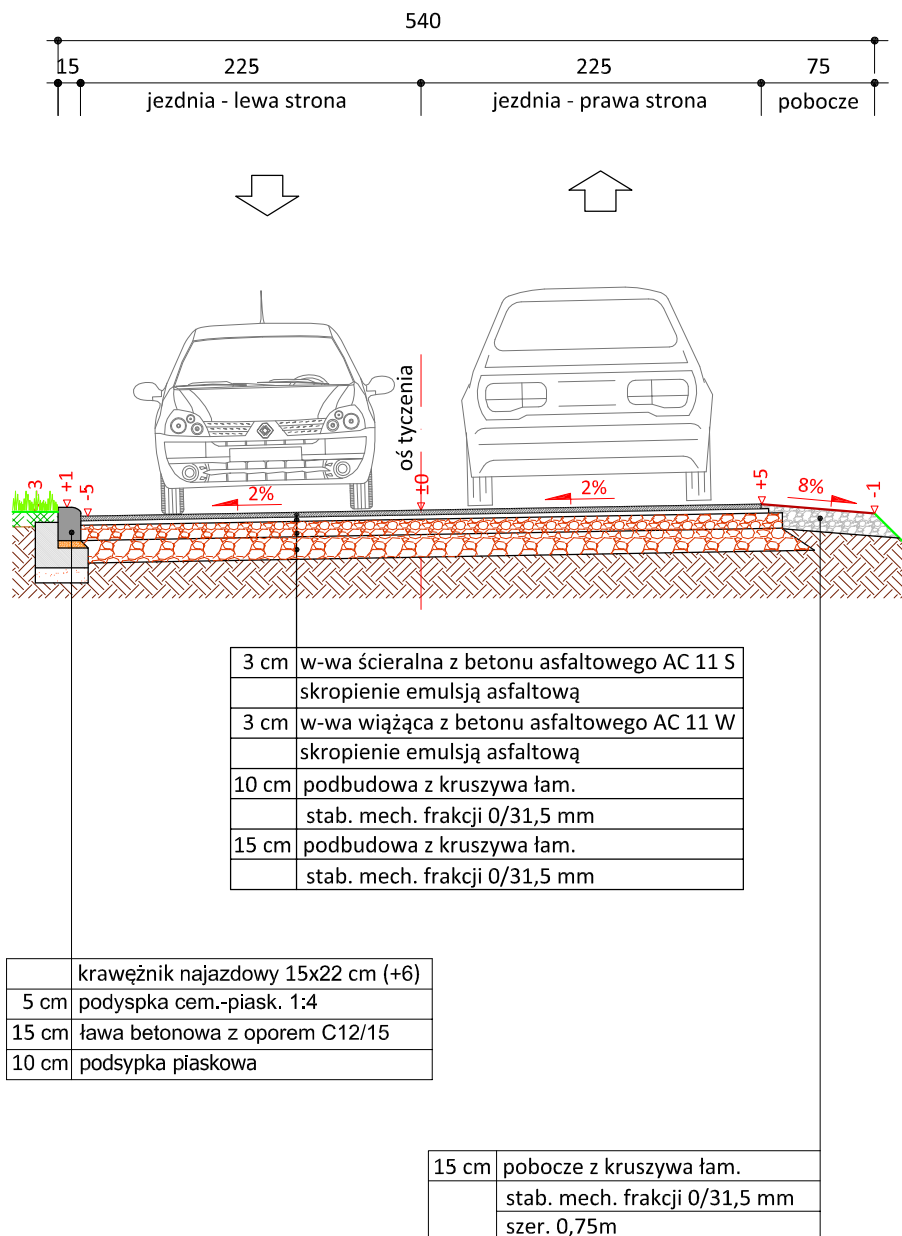 540
15 225 225 75
jezdnia - lewa strona jezdnia - prawa strona pobocze
oś tyczenia
3 +1 -5 2% ±0 2% +5 8% -1
3 cm w-wa ścieralna z betonu asfaltowego AC 11 S
skropienie emulsją asfaltową
3 cm w-wa wiążąca z betonu asfaltowego AC 11 W
skropienie emulsją asfaltową
10 cm podbudowa z kruszywa łam.
stab. mech. frakcji 0/31,5 mm
15 cm podbudowa z kruszywa łam.
stab. mech. frakcji 0/31,5 mm
krawężnik najazdowy 15x22 cm (+6)
5 cm podyspka cem.-piask. 1:4
15 cm ława betonowa z oporem C12/15
10 cm podsypka piaskowa
15 cm pobocze z kruszywa łam.
stab. mech. frakcji 0/31,5 mm
szer. 0,75m